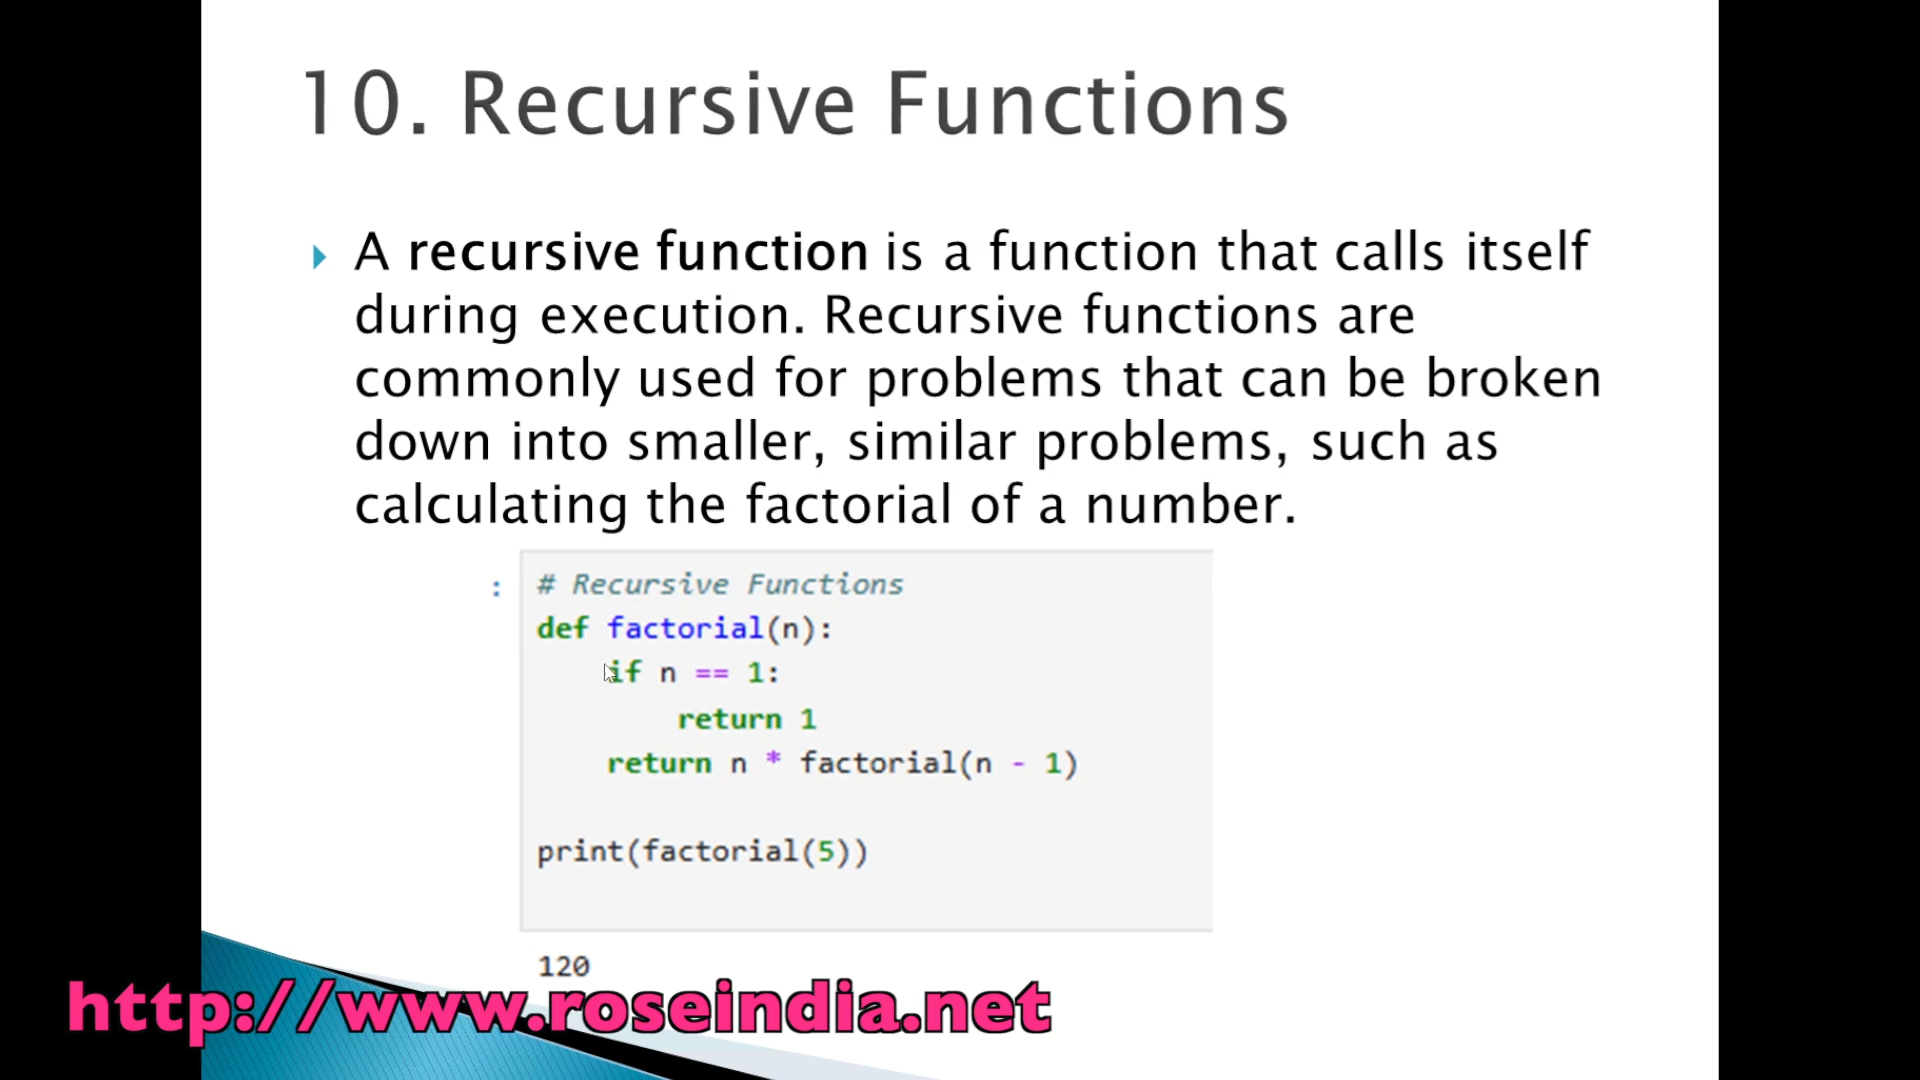 10. Recursive Functions
A recursive function is a function that calls itself
during execution. Recursive functions are
commonly used for problems that can be broken
down into smaller, similar problems, such as
calculating the factorial of a number.
: # Recursive Functions
def factorial(n):
    if n == 1:
        return 1
    return n * factorial(n - 1)
print(factorial(5))
120
http://www.roseindia.net